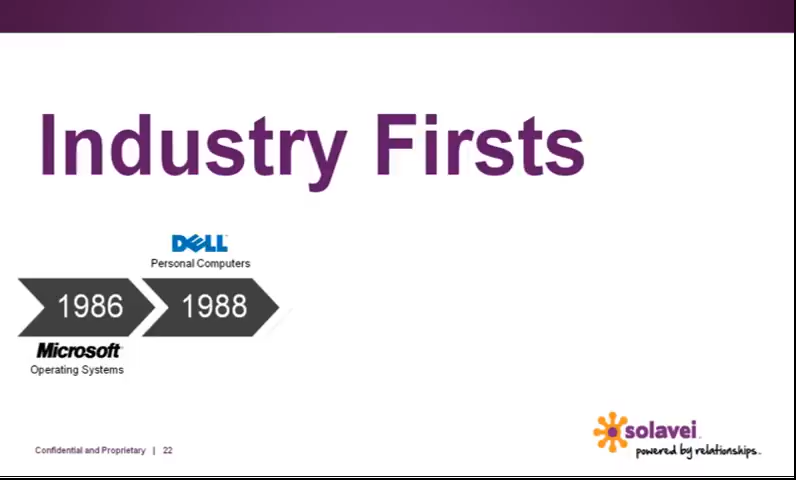 Industry Firsts
DELL
Personal Computers
1986
1988
Microsoft
Operating Systems
Confidential and Proprietary | 22
solavei
powered by relationships.